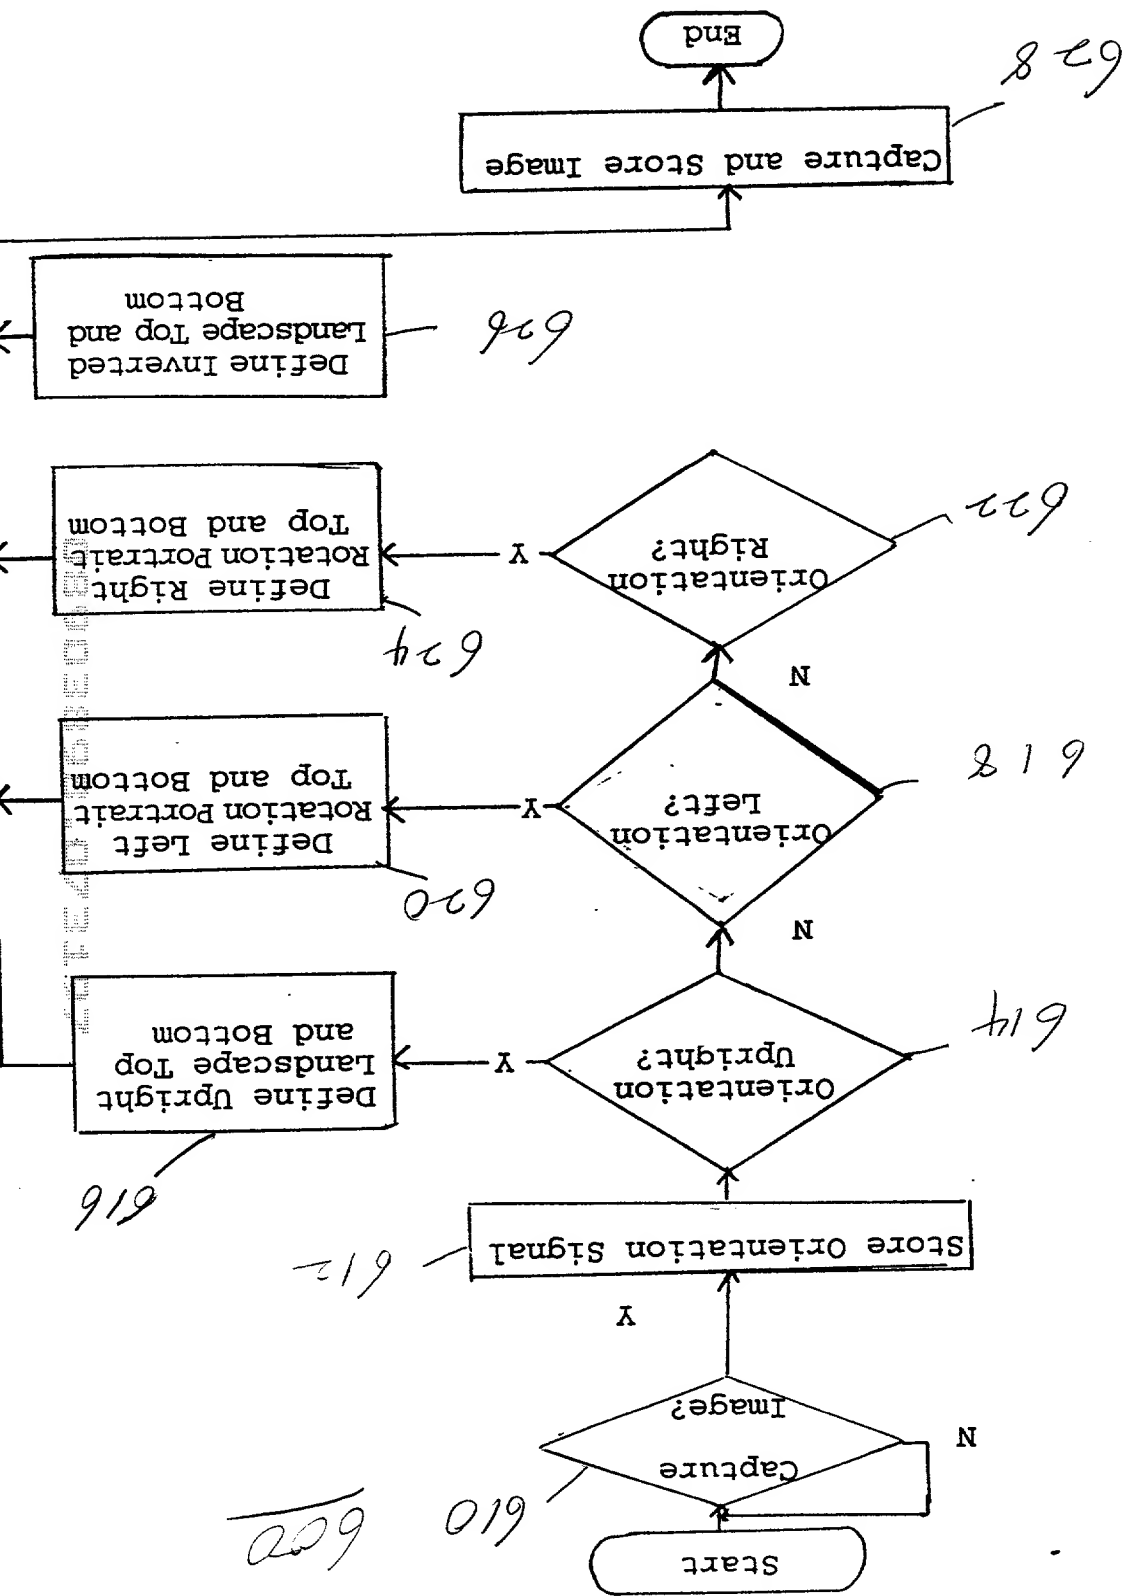 600
Start
610
Capture
Image?
N
Y
Store Orientation Signal
612
614
Orientation
Upright?
Y
616
Define Upright
Landscape Top
and Bottom
N
618
Orientation
Left?
Y
620
Define Left
Rotation Portrait
Top and Bottom
N
622
Orientation
Right?
Y
624
Define Right
Rotation Portrait
Top and Bottom
626
Define Inverted
Landscape Top and
Bottom
628
Capture and Store Image
End